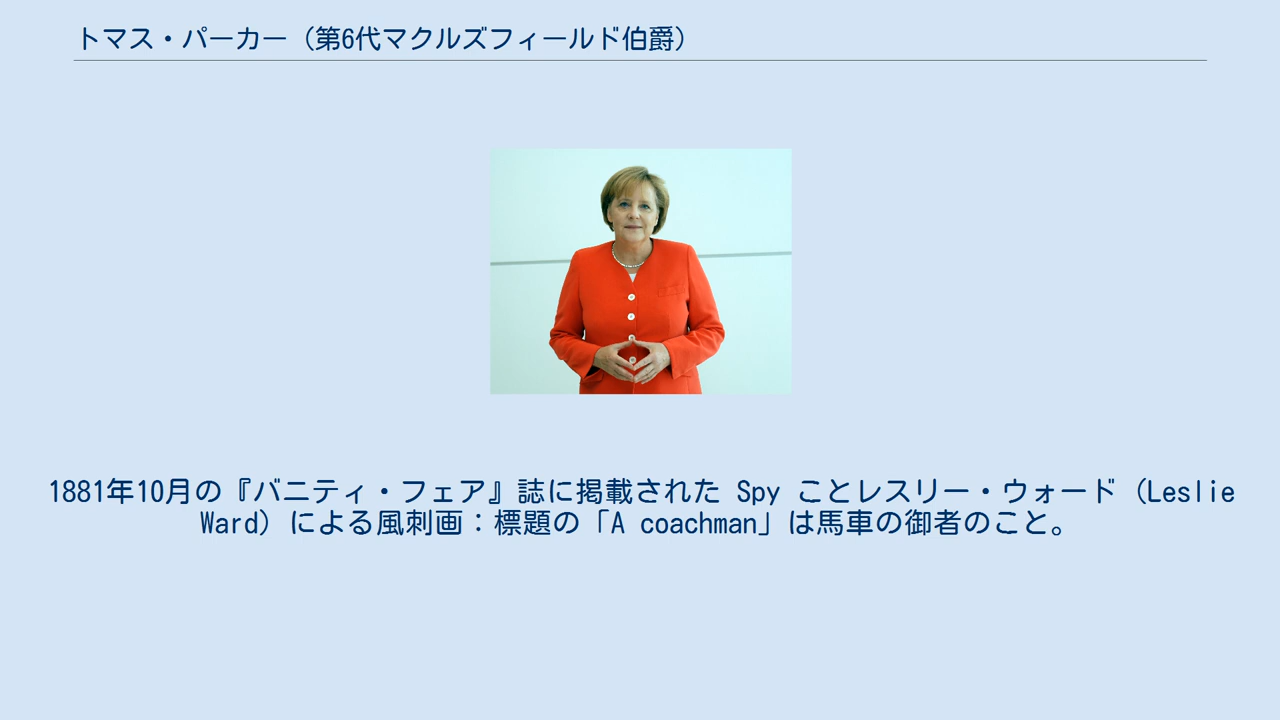 トマス・パーカー（第6代マクルズフィールド伯爵）
1881年10月の『バニティ・フェア』誌に掲載された Spy ことレスリー・ウォード（Leslie
Ward）による風刺画：標題の「A coachman」は馬車の御者のこと。